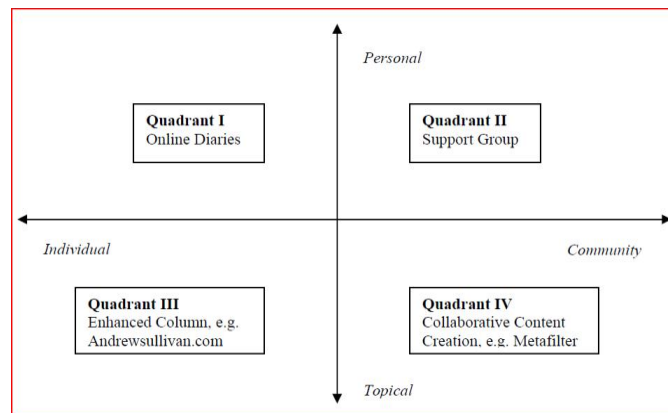 Personal
Quadrant I
Online Diaries
Quadrant II
Support Group
Individual
Community
Quadrant III
Enhanced Column, e.g.
Andrewsullivan.com
Quadrant IV
Collaborative Content
Creation, e.g. Metafilter
Topical